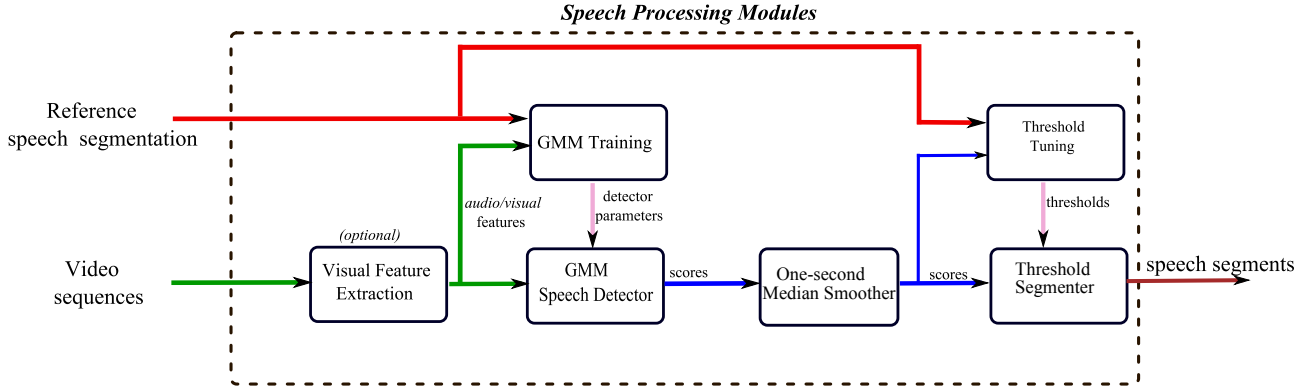 Speech Processing Modules
Reference
speech segmentation
GMM Training
Threshold
Tuning
audio/visual
features
detector
parameters
thresholds
(optional)
Video
sequences
Visual Feature
Extraction
GMM
Speech Detector
scores
One-second
Median Smoother
scores
Threshold
Segmenter
speech segments